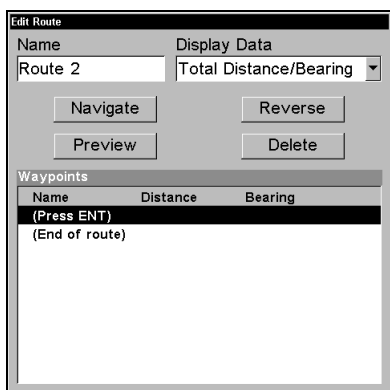 Edit Route
Name Display Data
Route 2 Total Distance/Bearing
Navigate Reverse
Preview Delete
Waypoints
Name Distance Bearing
(Press ENT)
(End of route)